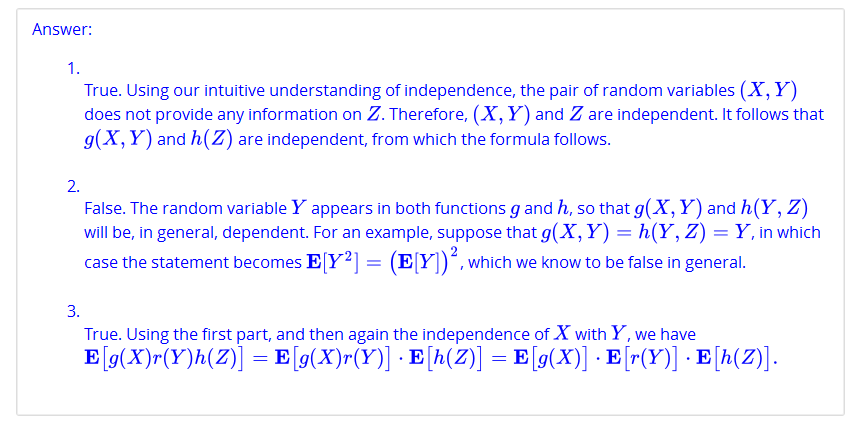 Answer:
1.
True. Using our intuitive understanding of independence, the pair of random variables (X, Y)
does not provide any information on Z. Therefore, (X, Y) and Z are independent. It follows that
g(X, Y) and h(Z) are independent, from which the formula follows.
2.
False. The random variable Y appears in both functions g and h, so that g(X, Y) and h(Y, Z)
will be, in general, dependent. For an example, suppose that g(X, Y) = h(Y, Z) = Y, in which
case the statement becomes E[Y²] = (E[Y])², which we know to be false in general.
3.
True. Using the first part, and then again the independence of X with Y, we have
E[g(X)r(Y)h(Z)] = E[g(X)r(Y)] · E[h(Z)] = E[g(X)] · E[r(Y)] · E[h(Z)].